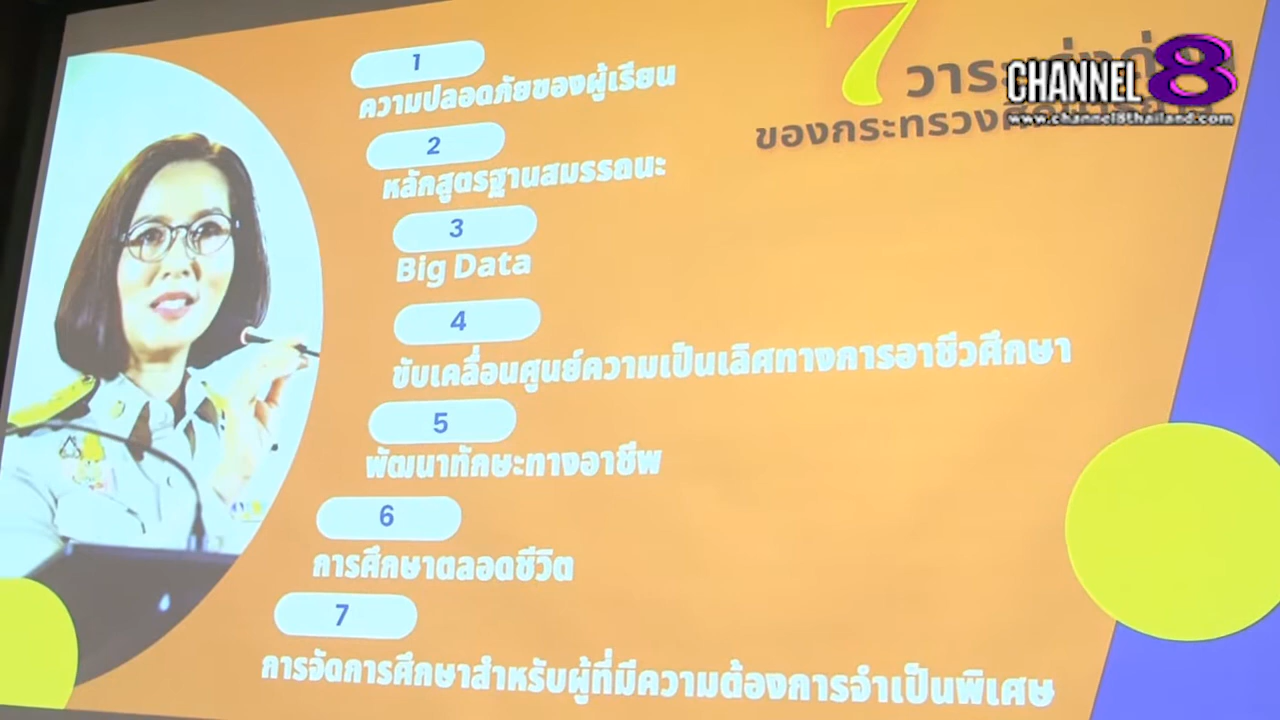 7
CHANNEL 8
www.channel8thailand.com
ของกระทรวง
1
ความปลอดภัยของผู้เรียน
2
หลักสูตรฐานสมรรถนะ
3
Big Data
4
ขับเคลื่อนศูนย์ความเป็นเลิศทางการอาชีวศึกษา
5
พัฒนาทักษะทางอาชีพ
6
การศึกษาตลอดชีวิต
7
การจัดการศึกษาสำหรับผู้ที่มีความต้องการจำเป็นพิเศษ